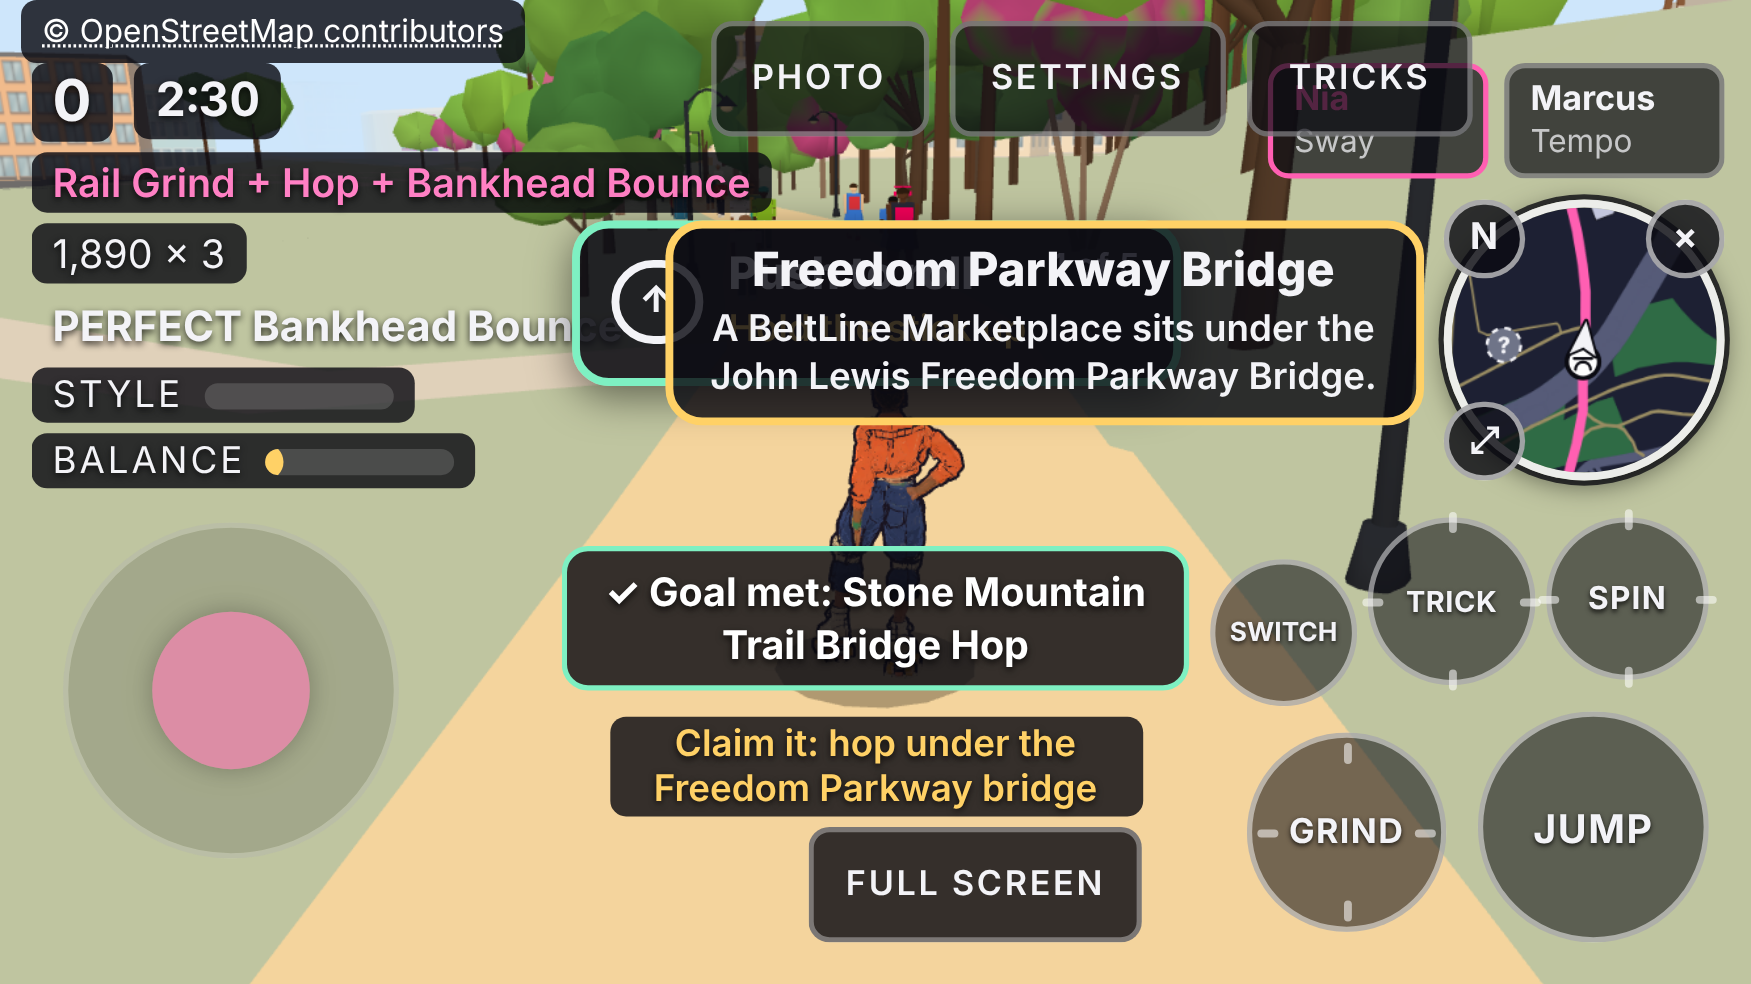 © OpenStreetMap contributors
PHOTO
SETTINGS
TRICKS
0
2:30
Nia
Sway
Marcus
Tempo
Rail Grind + Hop + Bankhead Bounce
1,890 × 3
PERFECT Bankhead Bounce
STYLE
BALANCE
Freedom Parkway Bridge
A BeltLine Marketplace sits under the
John Lewis Freedom Parkway Bridge.
N
×
?
✓ Goal met: Stone Mountain
Trail Bridge Hop
Claim it: hop under the
Freedom Parkway bridge
FULL SCREEN
SWITCH
TRICK
SPIN
GRIND
JUMP